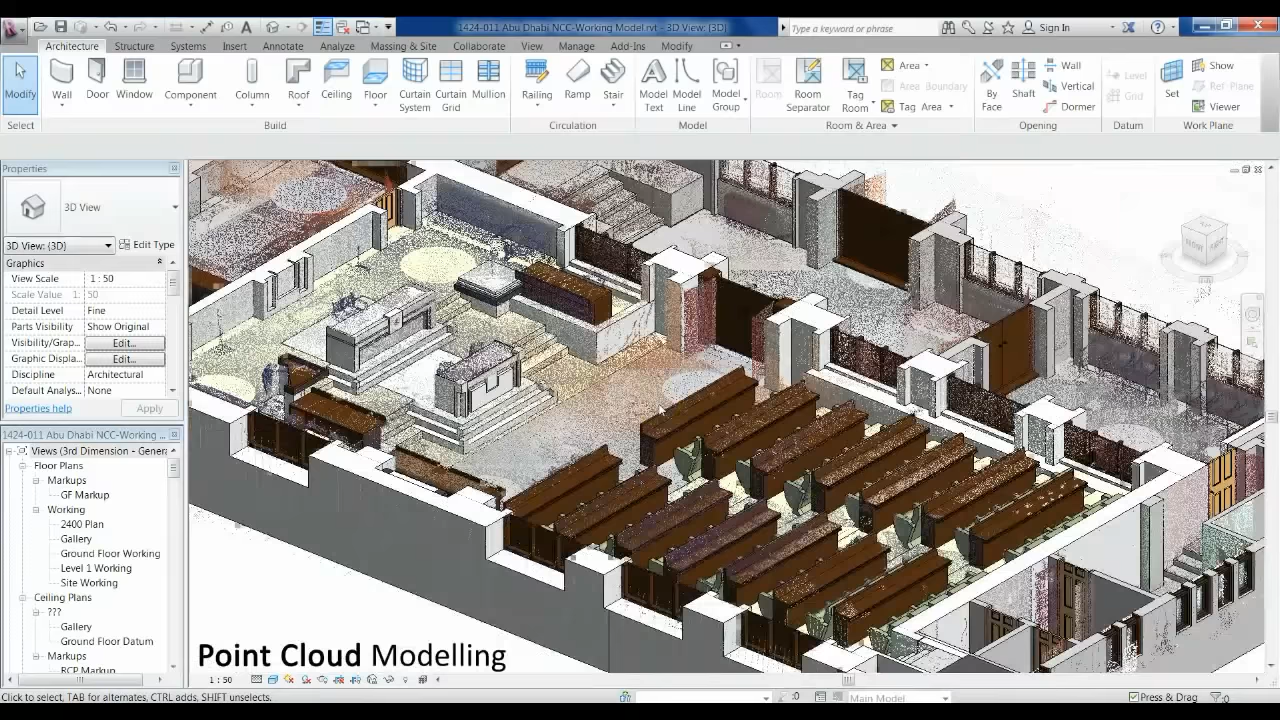 1424-011 Abu Dhabi NCC-Working Model.rvt - 3D View: {3D}
Type a keyword or phrase
Sign In
Architecture Structure Systems Insert Annotate Analyze Massing & Site Collaborate View Manage Add-Ins Modify
Modify Wall Door Window Component Column Roof Ceiling Floor Curtain System Curtain Grid Mullion Railing Ramp Stair Model Text Model Line Model Group Room Room Separator Tag Room
Area
Area Boundary
Tag Area
By Face Shaft
Wall
Vertical
Dormer
Level
Grid
Set
Show
Ref Plane
Viewer
Select Build Circulation Model Room & Area Opening Datum Work Plane
Properties
3D View
3D View: {3D} Edit Type
Graphics
View Scale 1 : 50
Scale Value 1: 50
Detail Level Fine
Parts Visibility Show Original
Visibility/Grap... Edit...
Graphic Displa... Edit...
Discipline Architectural
Default Analys... None
Properties help Apply
1424-011 Abu Dhabi NCC-Working ...
Views (3rd Dimension - Genera
Floor Plans
Markups
GF Markup
Working
2400 Plan
Gallery
Ground Floor Working
Level 1 Working
Site Working
Ceiling Plans
???
Gallery
Ground Floor Datum
Markups
RCP Markup
Point Cloud Modelling
1 : 50
Click to select, TAB for alternates, CTRL adds, SHIFT unselects.
:0
Main Model
Press & Drag
:0